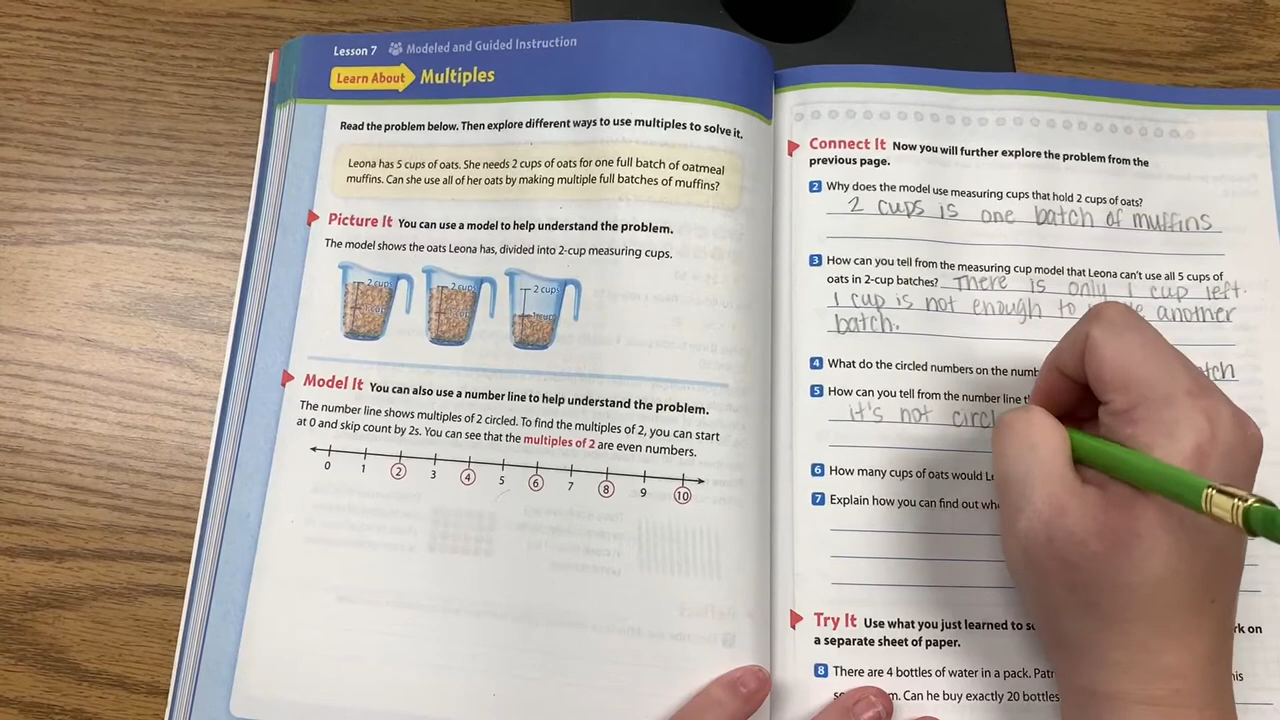 Lesson 7 Modeled and Guided Instruction
Learn About Multiples
Read the problem below. Then explore different ways to use multiples to solve it.
Leona has 5 cups of oats. She needs 2 cups of oats for one full batch of oatmeal
muffins. Can she use all of her oats by making multiple full batches of muffins?
Picture It You can use a model to help understand the problem.
The model shows the oats Leona has, divided into 2-cup measuring cups.
2 cups 2 cups 2 cups
1 cup 1 cup 1 cup
Model It You can also use a number line to help understand the problem.
The number line shows multiples of 2 circled. To find the multiples of 2, you can start
at 0 and skip count by 2s. You can see that the multiples of 2 are even numbers.
0 1 2 3 4 5 6 7 8 9 10
Connect It Now you will further explore the problem from the
previous page.
2 Why does the model use measuring cups that hold 2 cups of oats?
2 cups is one batch of muffins
3 How can you tell from the measuring cup model that Leona can't use all 5 cups of
oats in 2-cup batches? There is only 1 cup left.
1 cup is not enough to another
batch.
4 What do the circled numbers on the
5 How can you tell from the number line
it's not
6 How many cups of oats would
7 Explain how you can find out
Try It Use what you just learned to
a separate sheet of paper.
8 There are 4 bottles of water in a pack.
Can he buy exactly 20 bottles